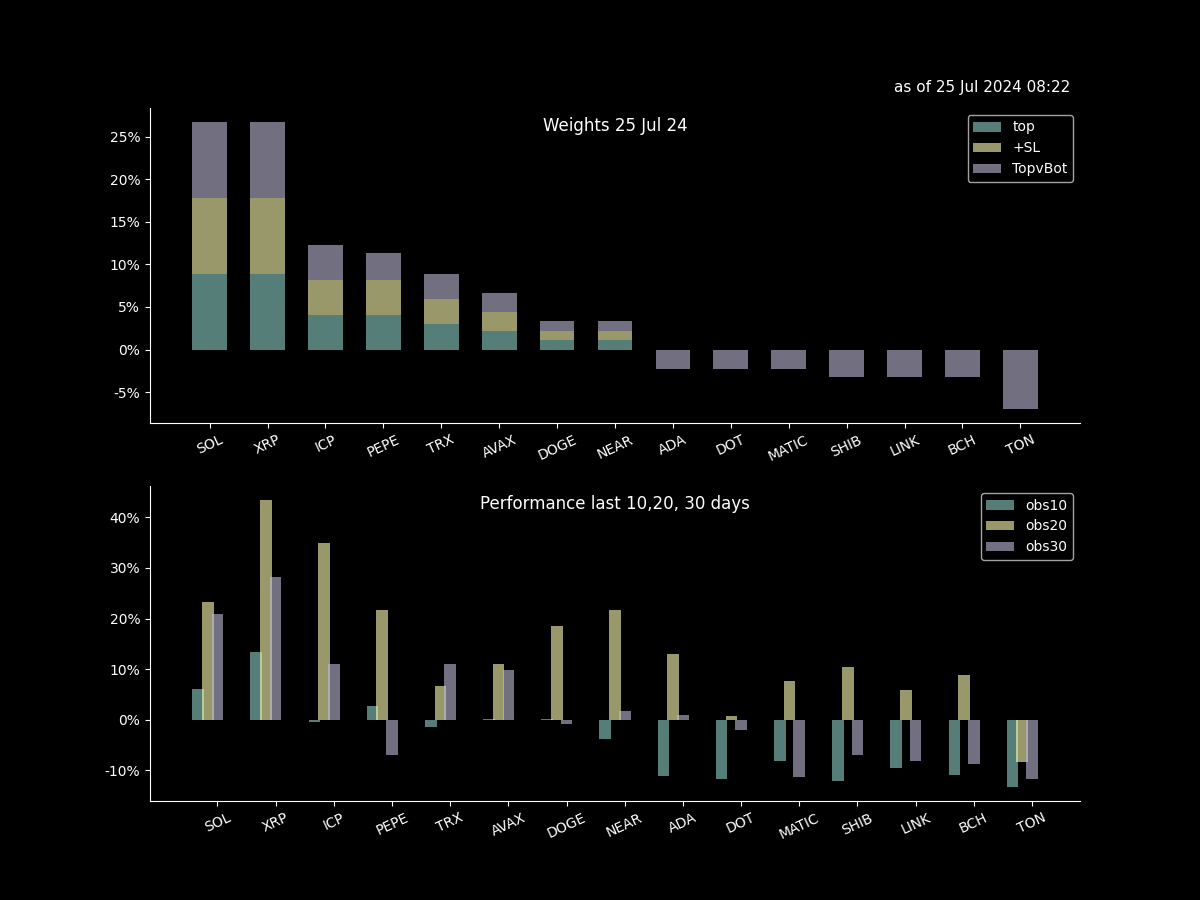 as of 25 Jul 2024 08:22
Weights 25 Jul 24
top
+SL
TopvBot
25%
20%
15%
10%
5%
0%
-5%
SOL XRP ICP PEPE TRX AVAX DOGE NEAR ADA DOT MATIC SHIB LINK BCH TON
Performance last 10,20, 30 days
obs10
obs20
obs30
40%
30%
20%
10%
0%
-10%
SOL XRP ICP PEPE TRX AVAX DOGE NEAR ADA DOT MATIC SHIB LINK BCH TON